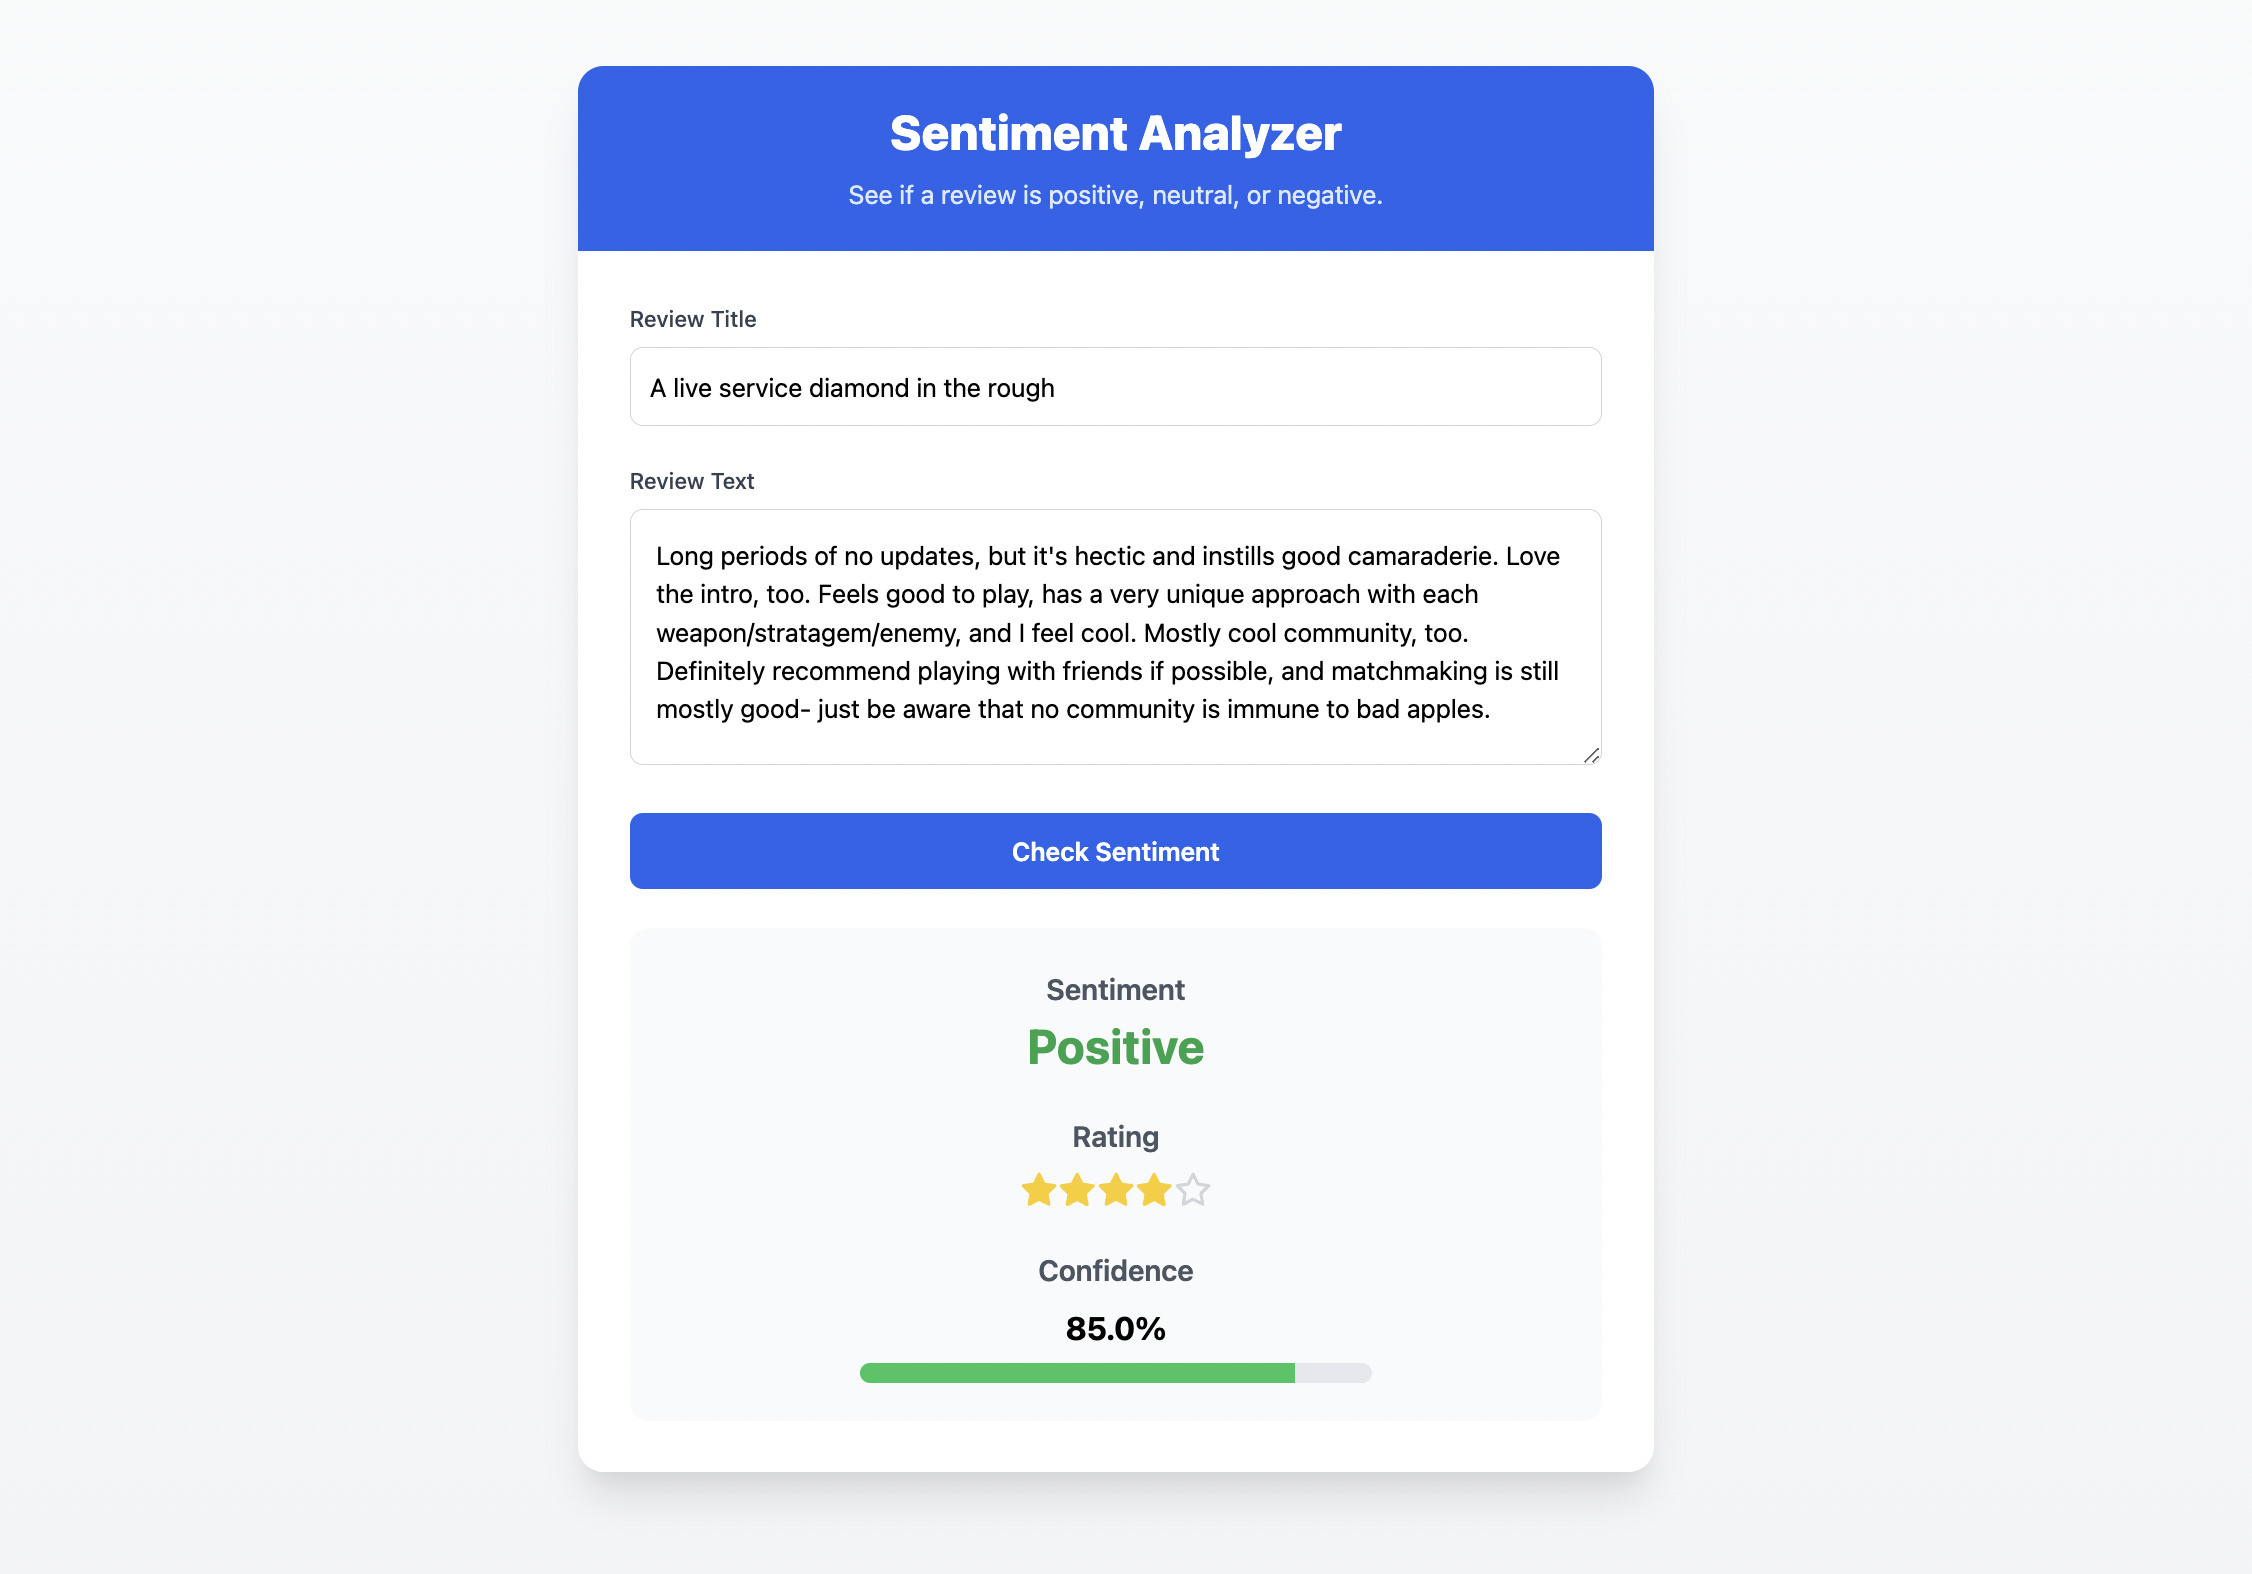 Sentiment Analyzer
See if a review is positive, neutral, or negative.
Review Title
A live service diamond in the rough
Review Text
Long periods of no updates, but it's hectic and instills good camaraderie. Love
the intro, too. Feels good to play, has a very unique approach with each
weapon/stratagem/enemy, and I feel cool. Mostly cool community, too.
Definitely recommend playing with friends if possible, and matchmaking is still
mostly good- just be aware that no community is immune to bad apples.
Check Sentiment
Sentiment
Positive
Rating
Confidence
85.0%